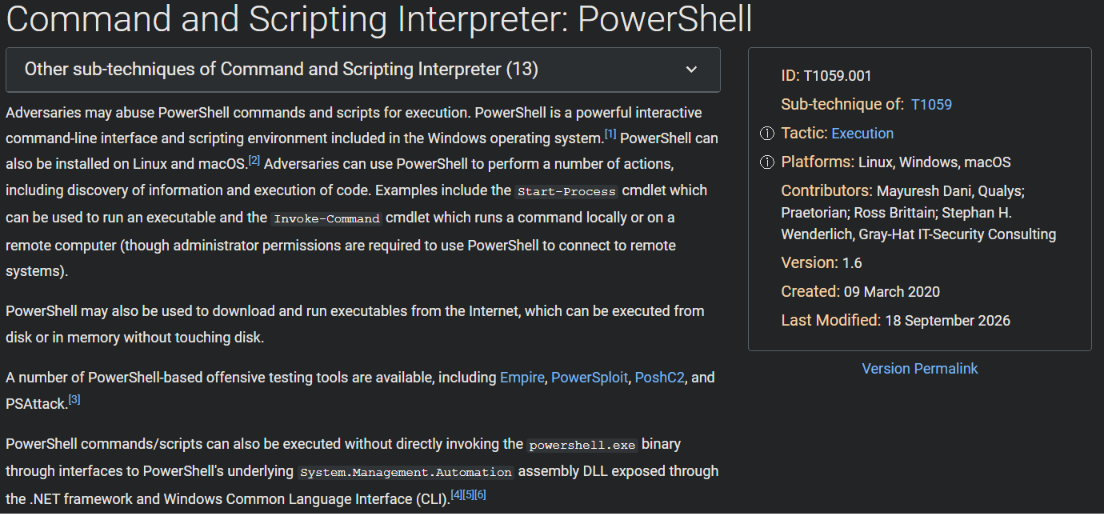 Command and Scripting Interpreter: PowerShell
Other sub-techniques of Command and Scripting Interpreter (13)
Adversaries may abuse PowerShell commands and scripts for execution. PowerShell is a powerful interactive
command-line interface and scripting environment included in the Windows operating system.[1] PowerShell can
also be installed on Linux and macOS.[2] Adversaries can use PowerShell to perform a number of actions,
including discovery of information and execution of code. Examples include the Start-Process cmdlet which
can be used to run an executable and the Invoke-Command cmdlet which runs a command locally or on a
remote computer (though administrator permissions are required to use PowerShell to connect to remote
systems).
PowerShell may also be used to download and run executables from the Internet, which can be executed from
disk or in memory without touching disk.
A number of PowerShell-based offensive testing tools are available, including Empire, PowerSploit, PoshC2, and
PSAttack.[3]
PowerShell commands/scripts can also be executed without directly invoking the powershell.exe binary
through interfaces to PowerShell's underlying System.Management.Automation assembly DLL exposed through
the .NET framework and Windows Common Language Interface (CLI).[4][5][6]
ID: T1059.001
Sub-technique of: T1059
Tactic: Execution
Platforms: Linux, Windows, macOS
Contributors: Mayuresh Dani, Qualys;
Praetorian; Ross Brittain; Stephan H.
Wenderlich, Gray-Hat IT-Security Consulting
Version: 1.6
Created: 09 March 2020
Last Modified: 18 September 2026
Version Permalink